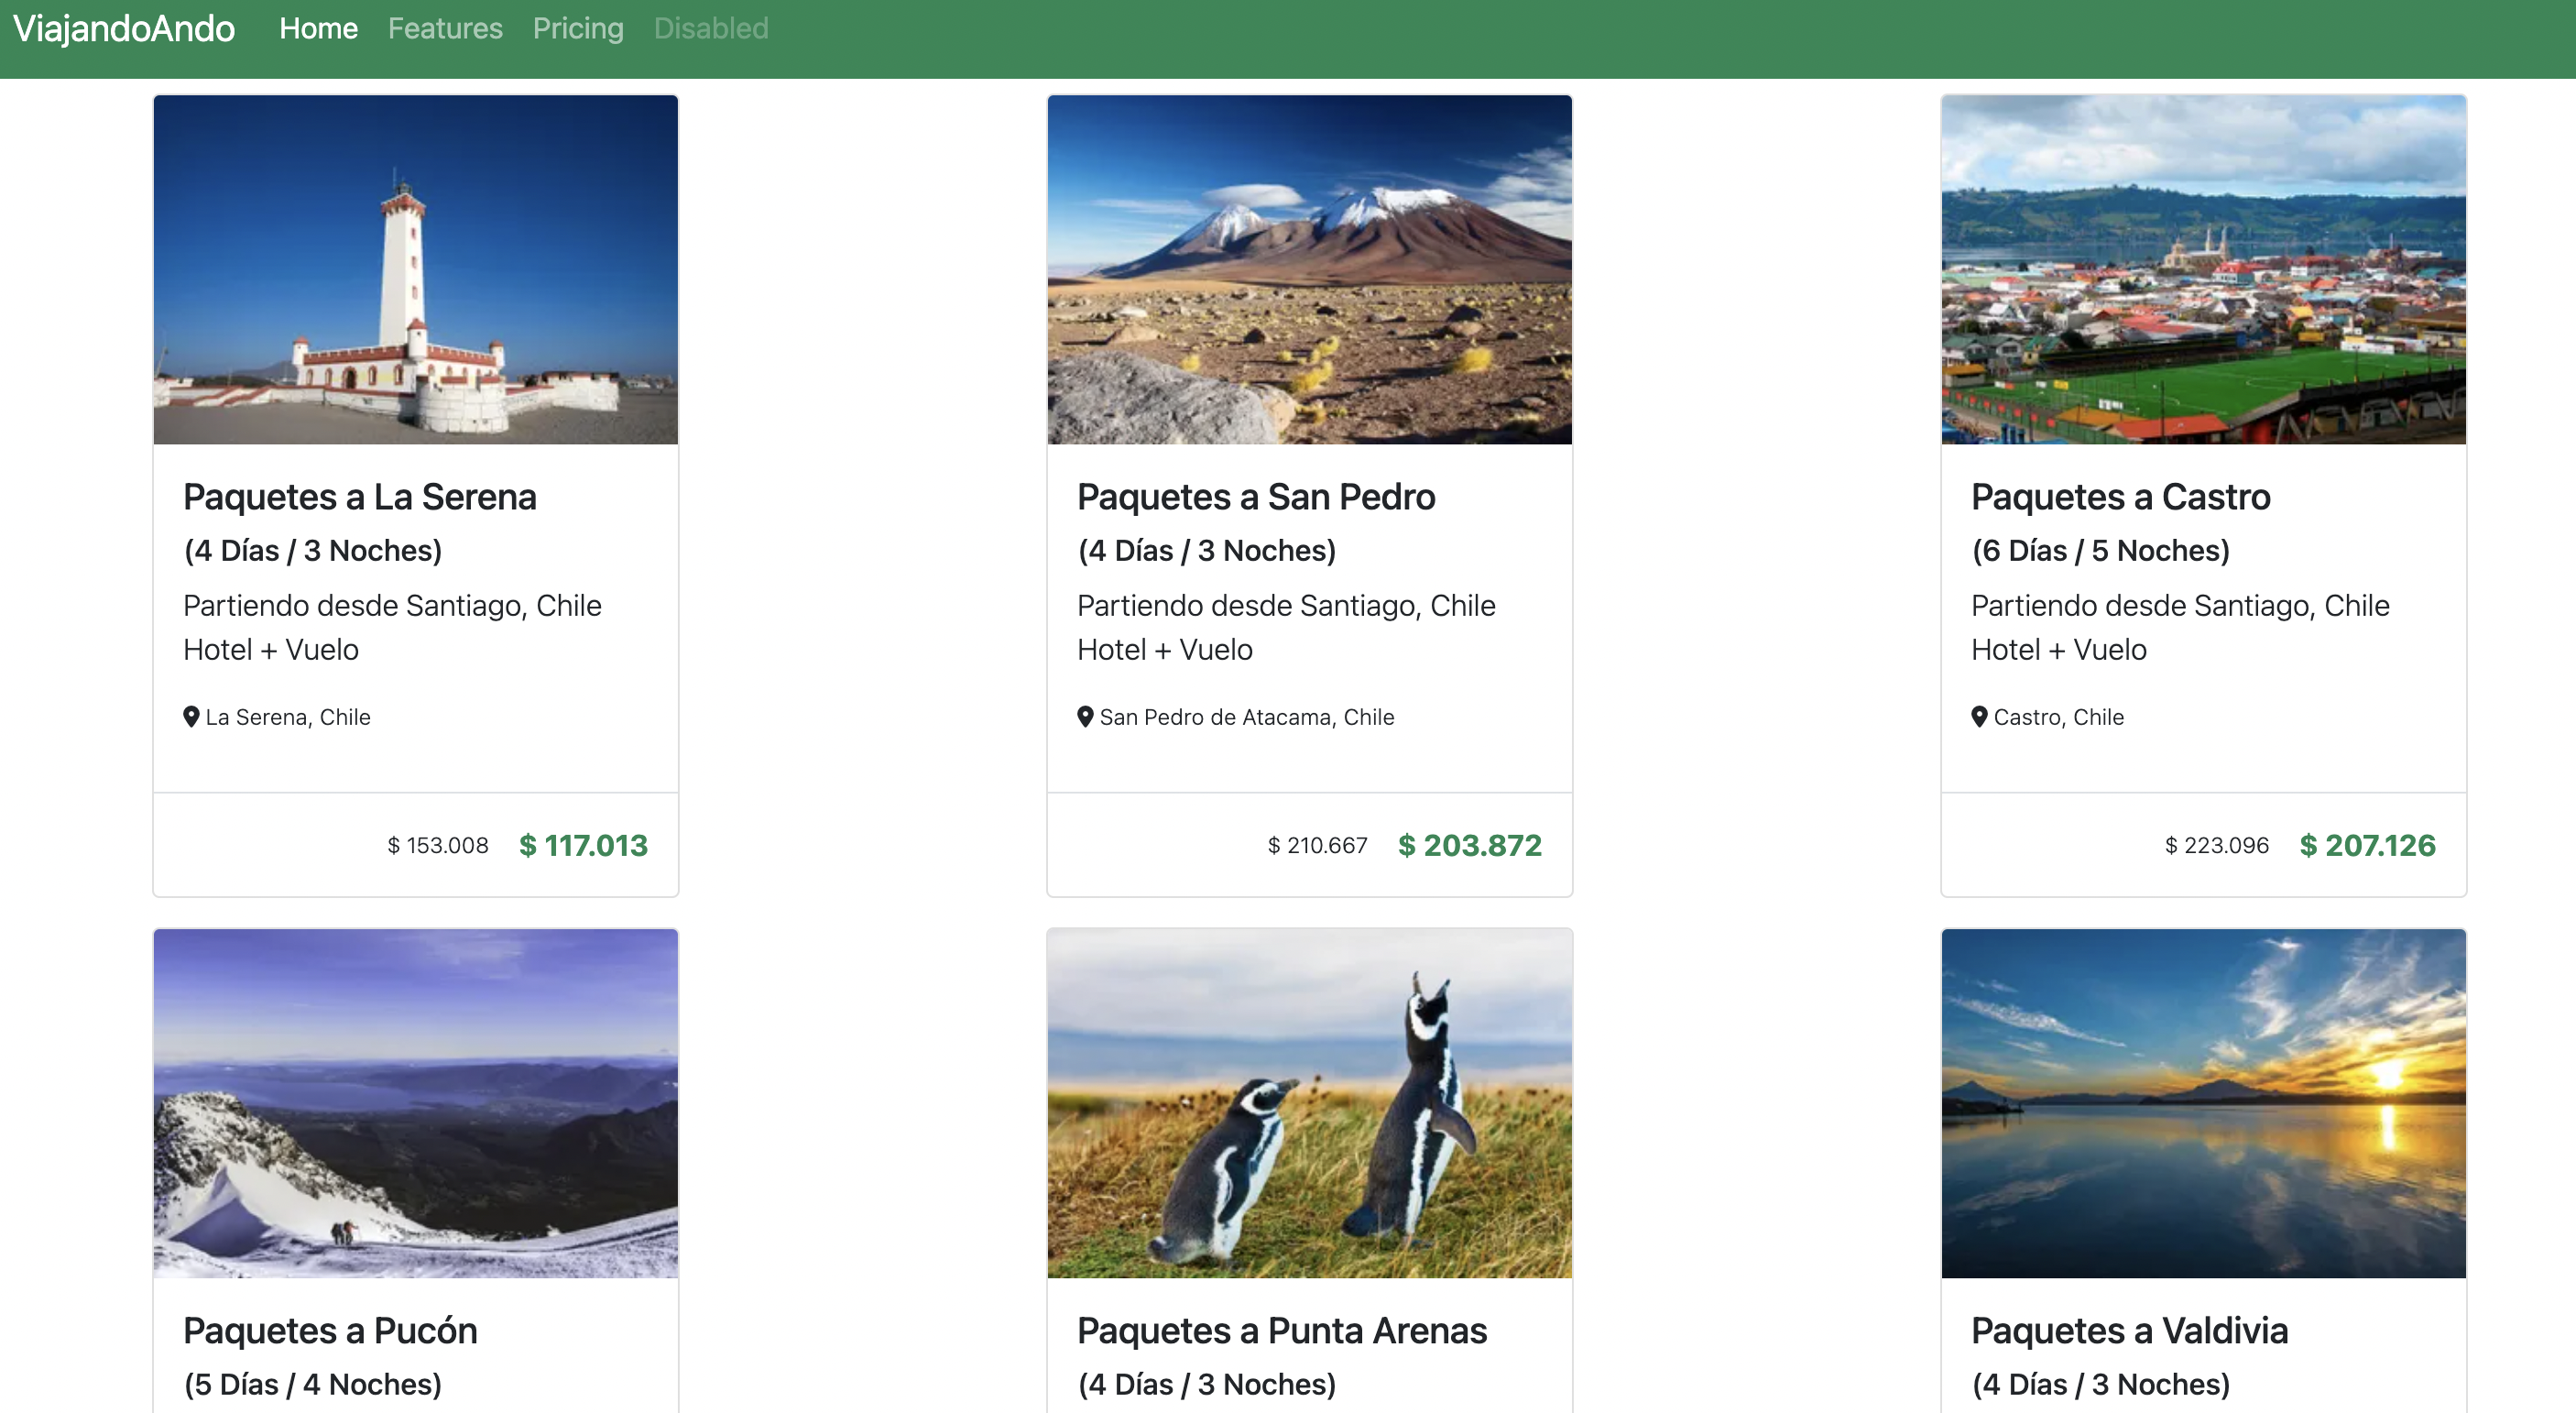 ViajandoAndo Home Features Pricing Disabled
Paquetes a La Serena
(4 Días / 3 Noches)
Partiendo desde Santiago, Chile
Hotel + Vuelo
La Serena, Chile
$ 153.008 $ 117.013
Paquetes a San Pedro
(4 Días / 3 Noches)
Partiendo desde Santiago, Chile
Hotel + Vuelo
San Pedro de Atacama, Chile
$ 210.667 $ 203.872
Paquetes a Castro
(6 Días / 5 Noches)
Partiendo desde Santiago, Chile
Hotel + Vuelo
Castro, Chile
$ 223.096 $ 207.126
Paquetes a Pucón
(5 Días / 4 Noches)
Paquetes a Punta Arenas
(4 Días / 3 Noches)
Paquetes a Valdivia
(4 Días / 3 Noches)